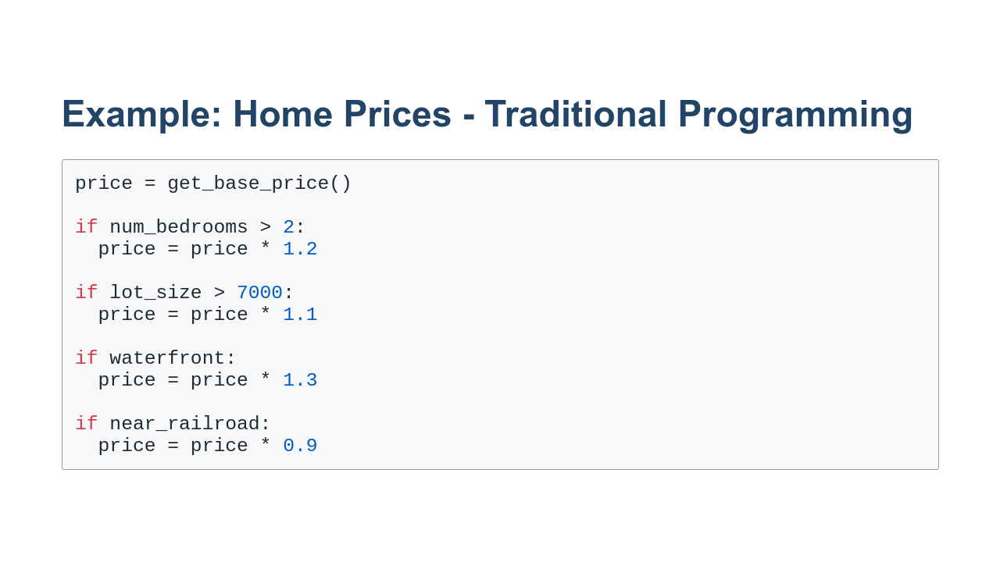 Example: Home Prices - Traditional Programming
price = get_base_price()
if num_bedrooms > 2:
  price = price * 1.2
if lot_size > 7000:
  price = price * 1.1
if waterfront:
  price = price * 1.3
if near_railroad:
  price = price * 0.9